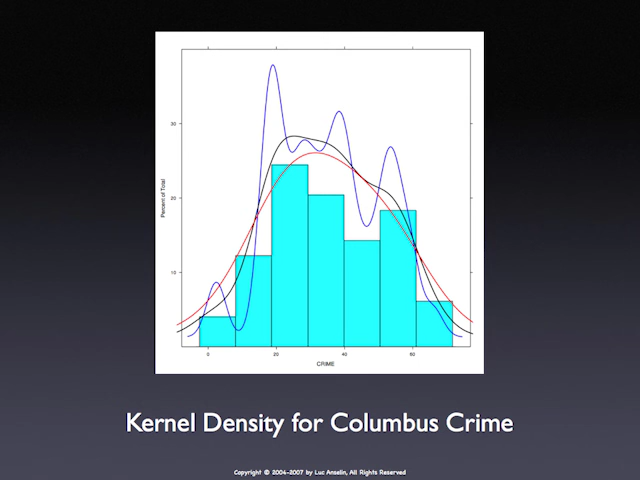 30
20
10
Percent of Total
0 20 40 60
CRIME
Kernel Density for Columbus Crime
Copyright © 2004-2007 by Luc Anselin, All Rights Reserved